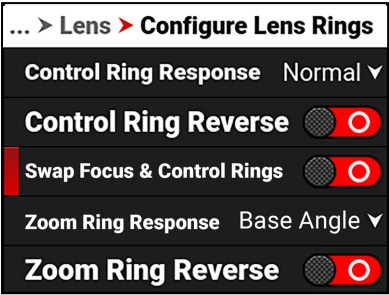 ... > Lens > Configure Lens Rings
Control Ring Response Normal
Control Ring Reverse
Swap Focus & Control Rings
Zoom Ring Response Base Angle
Zoom Ring Reverse